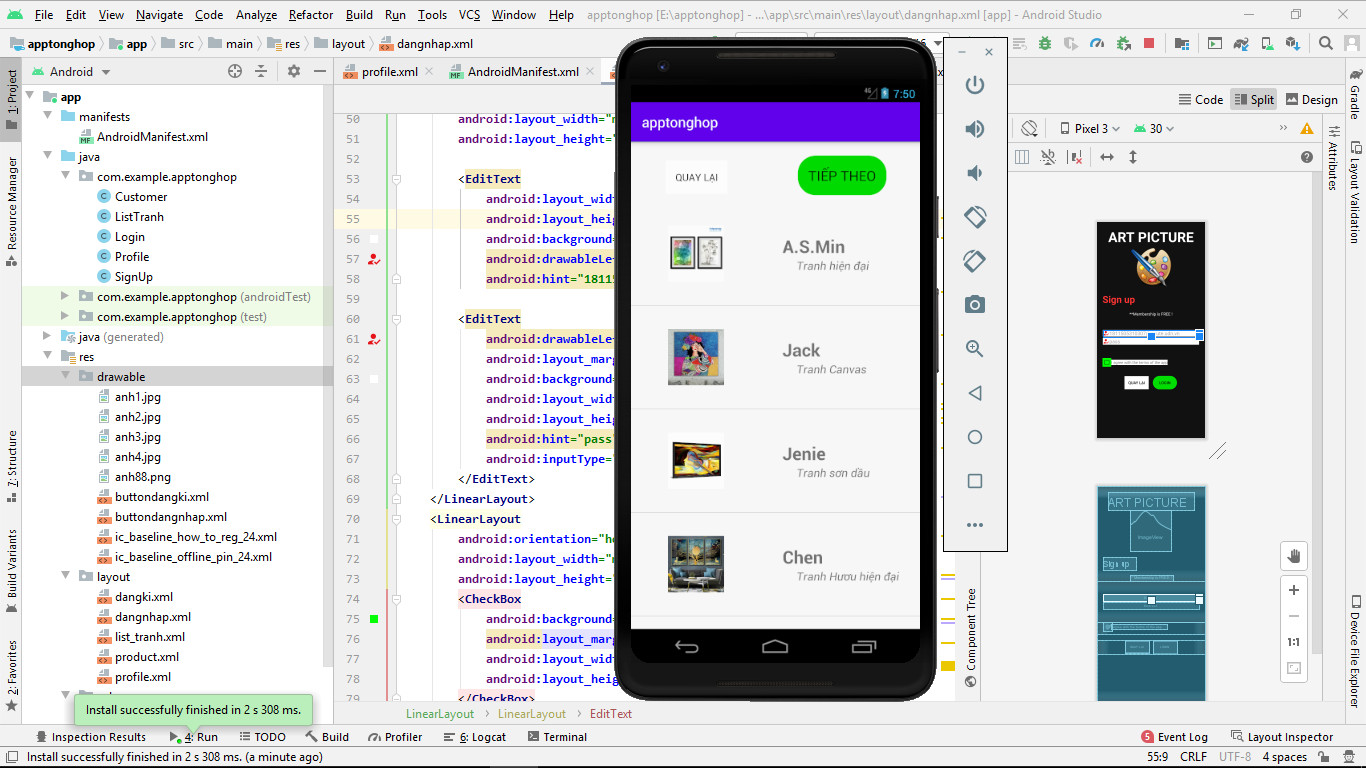 File Edit View Navigate Code Analyze Refactor Build Run Tools VCS Window Help apptonghop [E:\apptonghop] - ...\app\src\main\res\layout\dangnhap.xml [app] - Android Studio
apptonghop app src main res layout dangnhap.xml
Android
profile.xml AndroidManifest.xml
Code Split Design
Pixel 3 30
1: Project
Resource Manager
Z: Structure
Build Variants
2: Favorites
app
manifests
AndroidManifest.xml
java
com.example.apptonghop
Customer
ListTranh
Login
Profile
SignUp
com.example.apptonghop (androidTest)
com.example.apptonghop (test)
java (generated)
res
drawable
anh1.jpg
anh2.jpg
anh3.jpg
anh4.jpg
anh88.png
buttondangki.xml
buttondangnhap.xml
ic_baseline_how_to_reg_24.xml
ic_baseline_offline_pin_24.xml
layout
dangki.xml
dangnhap.xml
list_tranh.xml
product.xml
profile.xml
Install successfully finished in 2 s 308 ms.
50 android:layout_width="
51 android:layout_height="
52
53 <EditText
54 android:layout_widt
55 android:layout_heig
56 android:background=
57 android:drawableLe
58 android:hint="1811
59
60 <EditText
61 android:drawableLe
62 android:layout_marg
63 android:background=
64 android:layout_widt
65 android:layout_heig
66 android:hint="pass
67 android:inputType="
68 </EditText>
69 </LinearLayout>
70 <LinearLayout
71 android:orientation="ho
72 android:layout_width="
73 android:layout_height=
74 <CheckBox
75 android:background=
76 android:layout_marg
77 android:layout_widt
78 android:layout_heig
79 </CheckBox>
LinearLayout LinearLayout EditText
7:50
apptonghop
QUAY LẠI TIẾP THEO
A.S.Min
Tranh hiện đại
Jack
Tranh Canvas
Jenie
Tranh sơn dầu
Chen
Tranh Hươu hiện đại
ART PICTURE
Sign up
**Membership is FREE !
QUAY LẠI LOGIN
ART PICTURE
ImageView
Sign up
1:1
Component Tree
Gradle
Attributes
Layout Validation
Device File Explorer
Inspection Results 4: Run TODO Build Profiler 6: Logcat Terminal 5 Event Log Layout Inspector
Install successfully finished in 2 s 308 ms. (a minute ago) 55:9 CRLF UTF-8 4 spaces